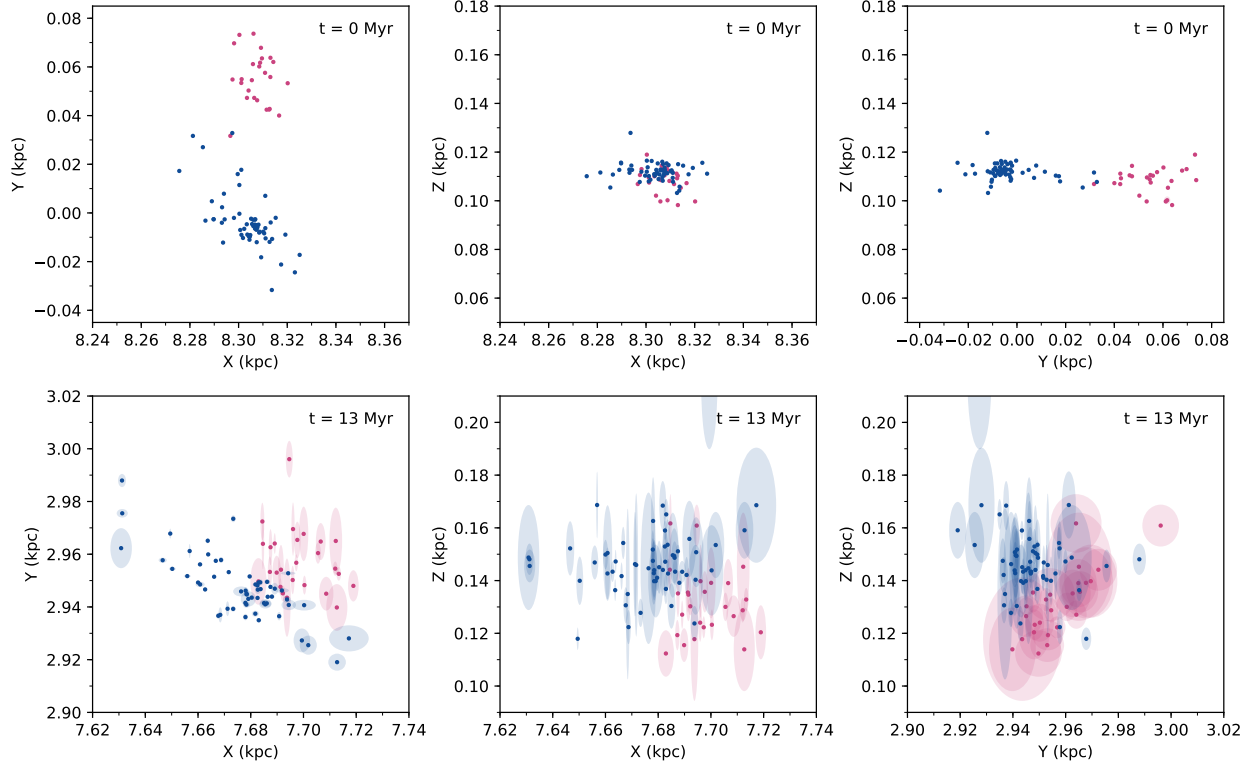 0.08
0.06
0.04
0.02
0.00
−0.02
−0.04
Y (kpc)
t = 0 Myr
8.24 8.26 8.28 8.30 8.32 8.34 8.36
X (kpc)
0.18
0.16
0.14
0.12
0.10
0.08
0.06
Z (kpc)
t = 0 Myr
8.24 8.26 8.28 8.30 8.32 8.34 8.36
X (kpc)
0.18
0.16
0.14
0.12
0.10
0.08
0.06
Z (kpc)
t = 0 Myr
−0.04 −0.02 0.00 0.02 0.04 0.06 0.08
Y (kpc)
3.02
3.00
2.98
2.96
2.94
2.92
2.90
Y (kpc)
t = 13 Myr
7.62 7.64 7.66 7.68 7.70 7.72 7.74
X (kpc)
0.20
0.18
0.16
0.14
0.12
0.10
Z (kpc)
t = 13 Myr
7.62 7.64 7.66 7.68 7.70 7.72 7.74
X (kpc)
0.20
0.18
0.16
0.14
0.12
0.10
Z (kpc)
t = 13 Myr
2.90 2.92 2.94 2.96 2.98 3.00 3.02
Y (kpc)